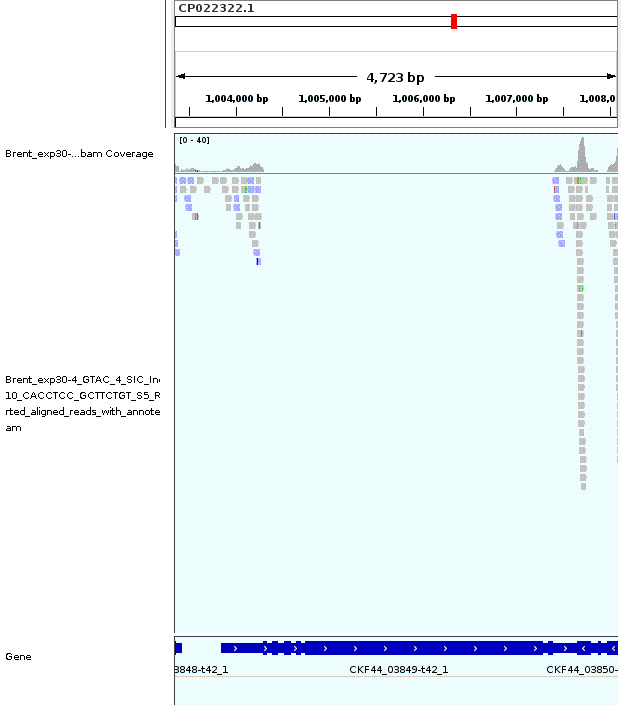 CP022322.1
4,723 bp
1,004,000 bp 1,005,000 bp 1,006,000 bp 1,007,000 bp 1,008,0
[0 - 40]
Brent_exp30-...bam Coverage
Brent_exp30-4_GTAC_4_SIC_In
10_CACCTCC_GCTTCTGT_S5_R
rted_aligned_reads_with_annote
am
Gene
3848-t42_1 CKF44_03849-t42_1 CKF44_03850-